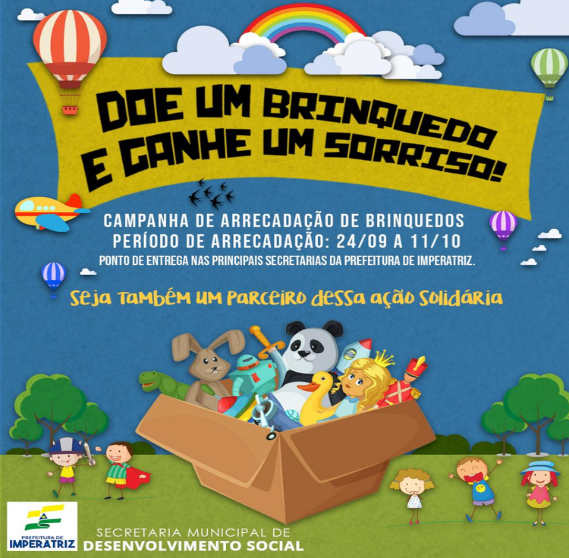 DOE UM BRINQUEDO
E GANHE UM SORRISO!
CAMPANHA DE ARRECADAÇÃO DE BRINQUEDOS
PERÍODO DE ARRECADAÇÃO: 24/09 A 11/10
PONTO DE ENTREGA NAS PRINCIPAIS SECRETARIAS DA PREFEITURA DE IMPERATRIZ.
Seja também um parceiro dessa ação solidária
PREFEITURA DE
IMPERATRIZ
SECRETARIA MUNICIPAL DE
DESENVOLVIMENTO SOCIAL